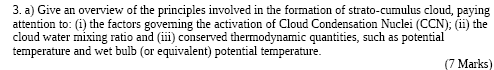 3. a) Give an overview of the principles involved in the formation of strato-cumulus cloud, paying
attention to: (i) the factors governing the activation of Cloud Condensation Nuclei (CCN); (ii) the
cloud water mixing ratio and (iii) conserved thermodynamic quantities, such as potential
temperature and wet bulb (or equivalent) potential temperature.
(7 Marks)